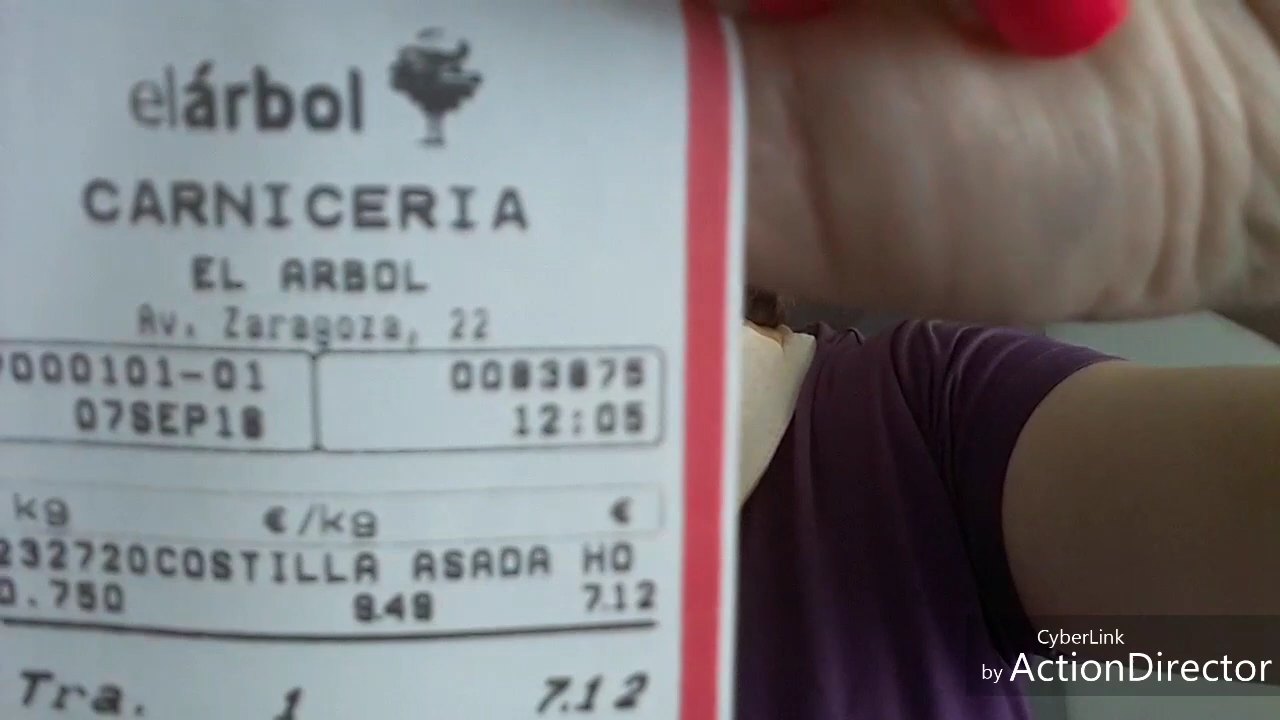 elárbol
CARNICERIA
EL ARBOL
Av. Zaragoza, 22
000101-01 0083875
07SEP18 12:05
kg €/kg €
232720COSTILLA ASADA HO
0.750 9.49 7.12
Tra. 1 7.12
CyberLink
by ActionDirector